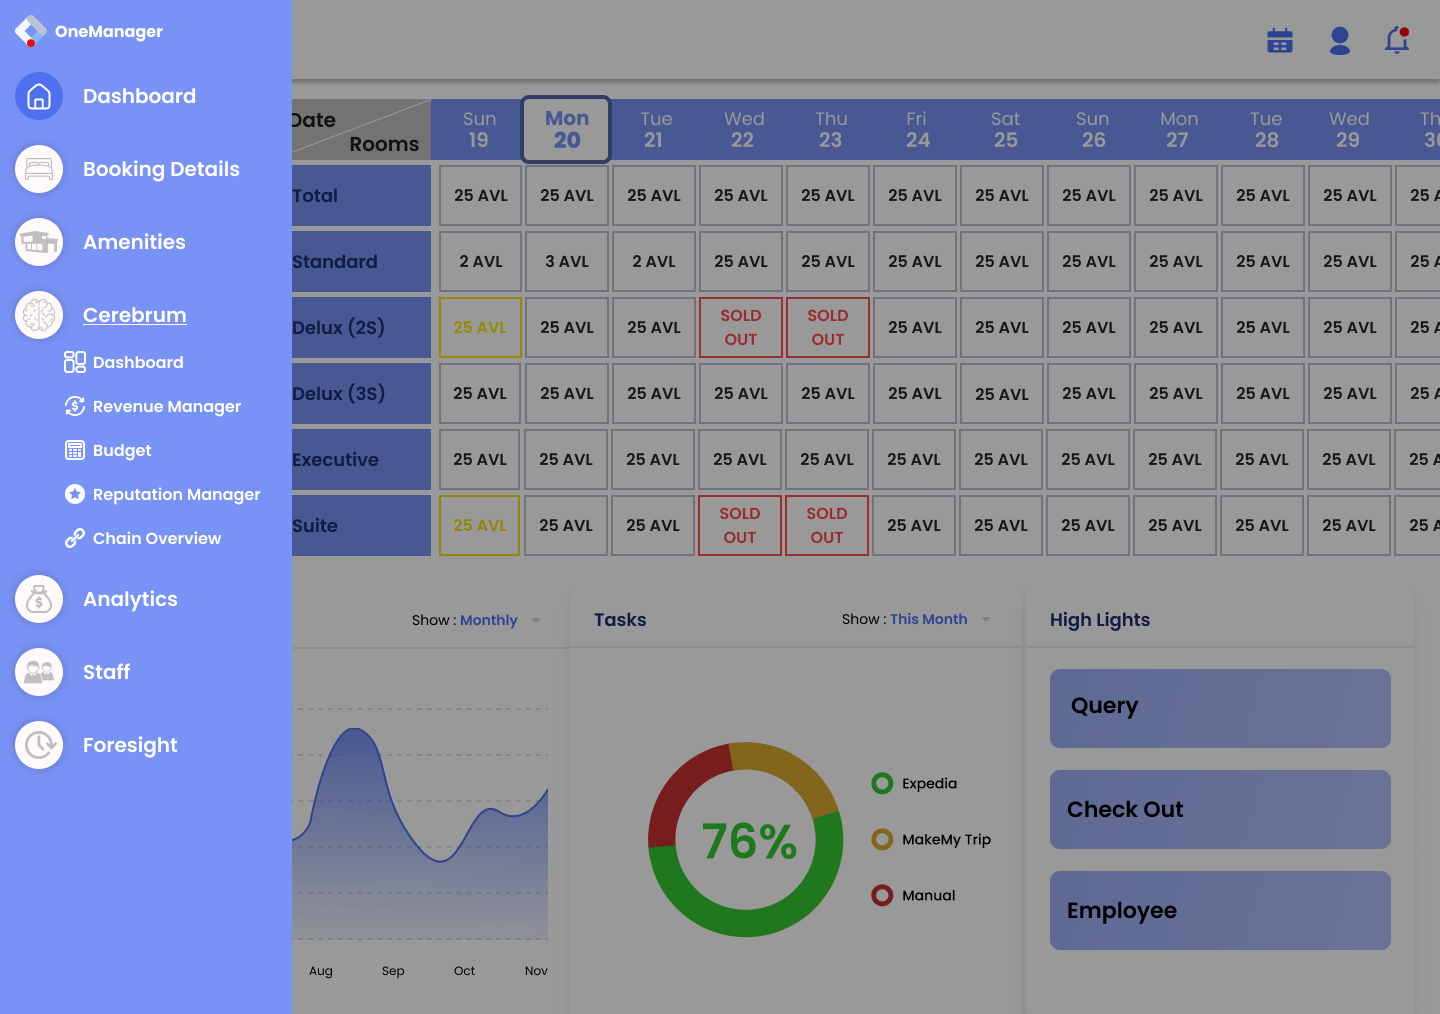 OneManager
Dashboard
Booking Details
Amenities
Cerebrum
Dashboard
Revenue Manager
Budget
Reputation Manager
Chain Overview
Analytics
Staff
Foresight
Date Rooms Sun 19 Mon 20 Tue 21 Wed 22 Thu 23 Fri 24 Sat 25 Sun 26 Mon 27 Tue 28 Wed 29
Total 25 AVL 25 AVL 25 AVL 25 AVL 25 AVL 25 AVL 25 AVL 25 AVL 25 AVL 25 AVL 25 AVL 25 A
Standard 2 AVL 3 AVL 2 AVL 25 AVL 25 AVL 25 AVL 25 AVL 25 AVL 25 AVL 25 AVL 25 AVL 25 A
Delux (2S) 25 AVL 25 AVL 25 AVL SOLD OUT SOLD OUT 25 AVL 25 AVL 25 AVL 25 AVL 25 AVL 25 AVL 25 A
Delux (3S) 25 AVL 25 AVL 25 AVL 25 AVL 25 AVL 25 AVL 25 AVL 25 AVL 25 AVL 25 AVL 25 AVL 25 A
Executive 25 AVL 25 AVL 25 AVL 25 AVL 25 AVL 25 AVL 25 AVL 25 AVL 25 AVL 25 AVL 25 AVL 25 A
Suite 25 AVL 25 AVL 25 AVL SOLD OUT SOLD OUT 25 AVL 25 AVL 25 AVL 25 AVL 25 AVL 25 AVL 25 A
Show : Monthly
Aug Sep Oct Nov
Tasks
Show : This Month
76%
Expedia
MakeMy Trip
Manual
High Lights
Query
Check Out
Employee